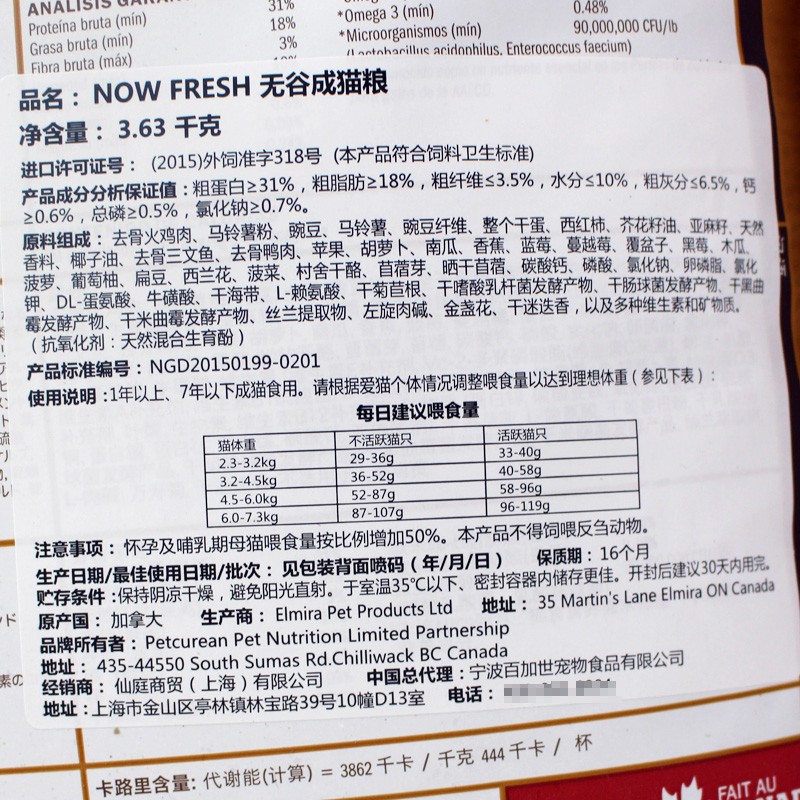 ANÁLISIS GARAN
Proteína bruta (mín) 31%
Grasa bruta (mín) 18%
Fibra bruta (máx) 3%
*Omega 3 (mín) 0.48%
*Microorganismos (mín) 90,000,000 CFU/lb
(Lactobacillus acidophilus, Enterococcus faecium)
品名：NOW FRESH 无谷成猫粮
净含量：3.63 千克
进口许可证号：(2015)外饲准字318号 (本产品符合饲料卫生标准)
产品成分分析保证值：粗蛋白≥31%，粗脂肪≥18%，粗纤维≤3.5%，水分≤10%，粗灰分≤6.5%，钙
≥0.6%，总磷≥0.5%，氯化钠≥0.7%。
原料组成：去骨火鸡肉、马铃薯粉、豌豆、马铃薯、豌豆纤维、整个干蛋、西红柿、芥花籽油、亚麻籽、天然
香料、椰子油、去骨三文鱼、去骨鸭肉、苹果、胡萝卜、南瓜、香蕉、蓝莓、蔓越莓、覆盆子、黑莓、木瓜、
菠萝、葡萄柚、扁豆、西兰花、菠菜、村舍干酪、苜蓿芽、晒干苜蓿、碳酸钙、磷酸、氯化钠、卵磷脂、氯化
钾、DL-蛋氨酸、牛磺酸、干海带、L-赖氨酸、干菊苣根、干嗜酸乳杆菌发酵产物、干肠球菌发酵产物、干黑曲
霉发酵产物、干米曲霉发酵产物、丝兰提取物、左旋肉碱、金盏花、干迷迭香，以及多种维生素和矿物质。
（抗氧化剂：天然混合生育酚）
产品标准编号：NGD20150199-0201
使用说明：1年以上、7年以下成猫食用。请根据爱猫个体情况调整喂食量以达到理想体重（参见下表）：
每日建议喂食量
猫体重 不活跃猫只 活跃猫只
2.3-3.2kg 29-36g 33-40g
3.2-4.5kg 36-52g 40-58g
4.5-6.0kg 52-87g 58-96g
6.0-7.3kg 87-107g 96-119g
注意事项：怀孕及哺乳期母猫喂食量按比例增加50%。本产品不得饲喂反刍动物。
生产日期/最佳使用日期/批次：见包装背面喷码（年/月/日） 保质期：16个月
贮存条件：保持阴凉干燥，避免阳光直射。于室温35℃以下、密封容器内储存更佳。开封后建议30天内用完。
原产国：加拿大 生产商：Elmira Pet Products Ltd 地址：35 Martin's Lane Elmira ON Canada
品牌所有者：Petcurean Pet Nutrition Limited Partnership
地址：435-44550 South Sumas Rd.Chilliwack BC Canada
经销商：仙庭商贸（上海）有限公司 中国总代理：宁波百加世宠物食品有限公司
地址：上海市金山区亭林镇林宝路39号10幢D13室 电话：
卡路里含量：代谢能(计算) = 3862 千卡 / 千克 444 千卡 / 杯
FAIT AU